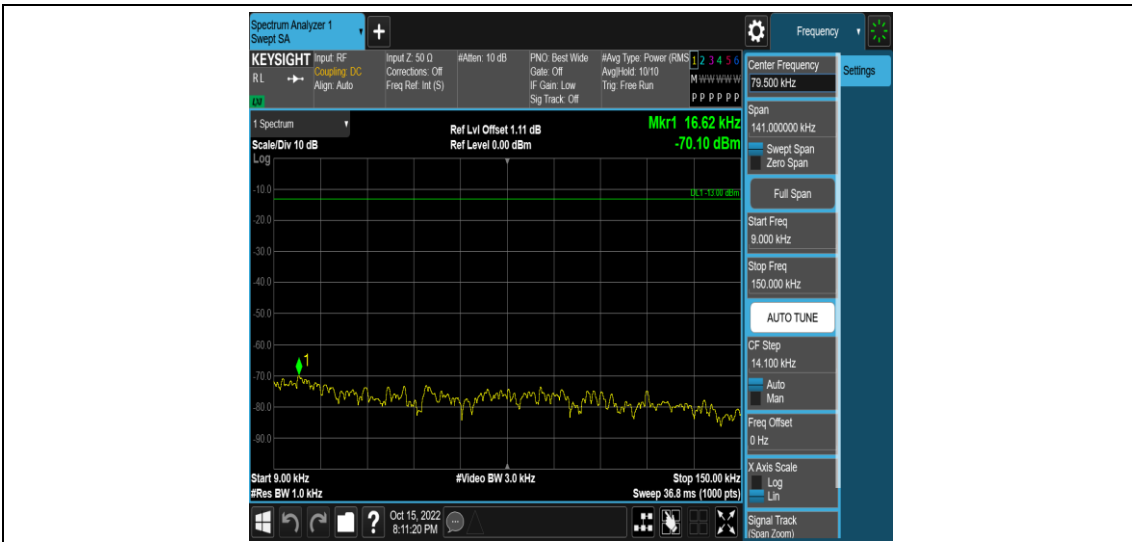 Spectrum Analyzer 1
Swept SA
+
Frequency
KEYSIGHT
RL
LNI
Input: RF
Coupling: DC
Align: Auto
Input Z: 50 Ω
Corrections: Off
Freq Ref: Int (S)
#Atten: 10 dB
PNO: Best Wide
Gate: Off
IF Gain: Low
Sig Track: Off
#Avg Type: Power (RMS
Avg|Hold: 10/10
Trig: Free Run
1 2 3 4 5 6
M W W W W W
P P P P P P
Center Frequency
79.500 kHz
Settings
Span
141.000000 kHz
Swept Span
Zero Span
Full Span
Start Freq
9.000 kHz
Stop Freq
150.000 kHz
AUTO TUNE
CF Step
14.100 kHz
Auto
Man
Freq Offset
0 Hz
X Axis Scale
Log
Lin
Signal Track
(Span Zoom)
1 Spectrum
Scale/Div 10 dB
Log
Ref Lvl Offset 1.11 dB
Ref Level 0.00 dBm
Mkr1 16.62 kHz
-70.10 dBm
DL1 -13.00 dBm
-10.0
-20.0
-30.0
-40.0
-50.0
-60.0
-70.0
-80.0
-90.0
1
Start 9.00 kHz
#Video BW 3.0 kHz
Stop 150.00 kHz
#Res BW 1.0 kHz
Sweep 36.8 ms (1000 pts)
?
Oct 15, 2022
8:11:20 PM